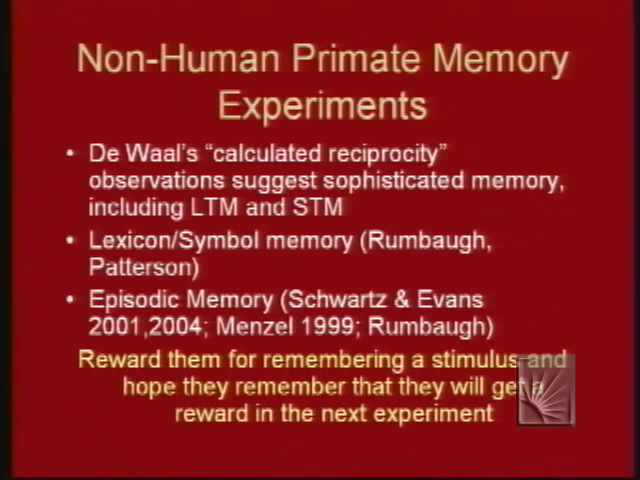 Non-Human Primate Memory
Experiments
• De Waal's “calculated reciprocity”
observations suggest sophisticated memory,
including LTM and STM
• Lexicon/Symbol memory (Rumbaugh,
Patterson)
• Episodic Memory (Schwartz & Evans
2001,2004; Menzel 1999; Rumbaugh)
Reward them for remembering a stimulus and
hope they remember that they will get a
reward in the next experiment